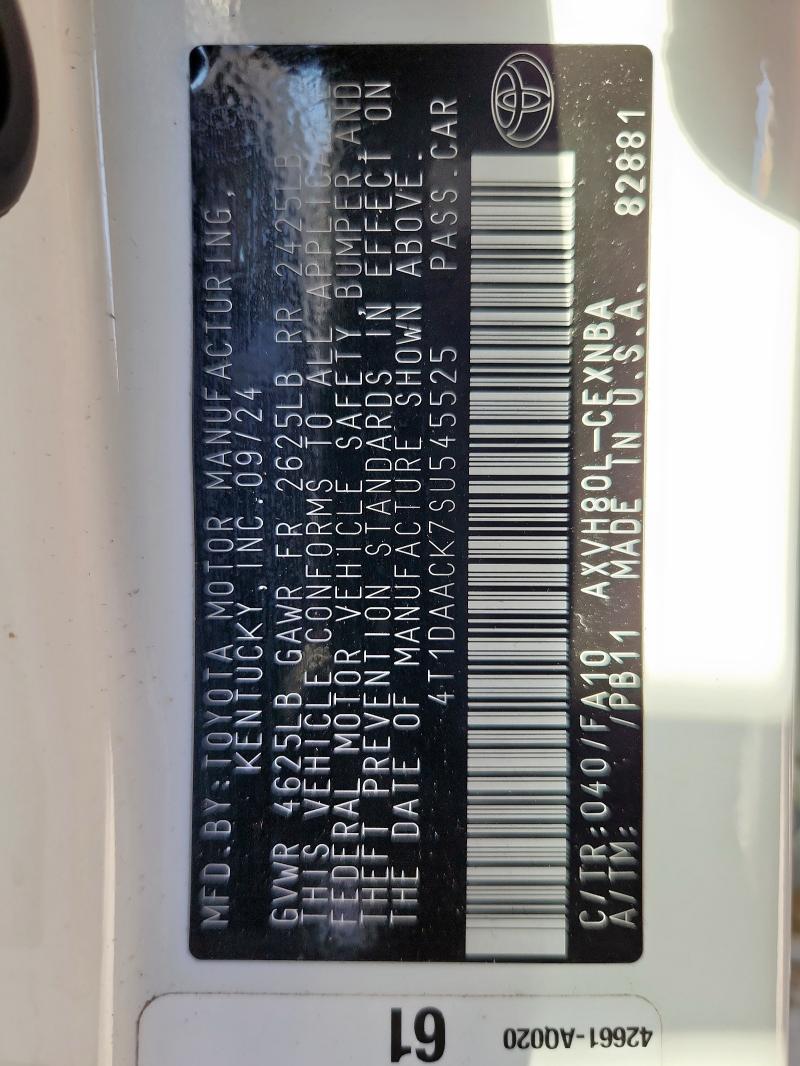 MFD.BY:TOYOTA MOTOR MANUFACTURING,
KENTUCKY, INC.09/24
GVWR 4625LB GAWR FR 2625LB RR 2425LB
THIS VEHICLE CONFORMS TO ALL APPLICA
FEDERAL MOTOR VEHICLE SAFETY, BUMPER, AND
THEFT PREVENTION STANDARDS IN EFFECT ON
THE DATE OF MANUFACTURE SHOWN ABOVE.
4T1DAACK7SU545525 PASS.CAR
C/TR:040/FA10 AXVH80L-CEXNBA
A/TM: /PB11 MADE IN U.S.A. 82881
61
42661-AQ020